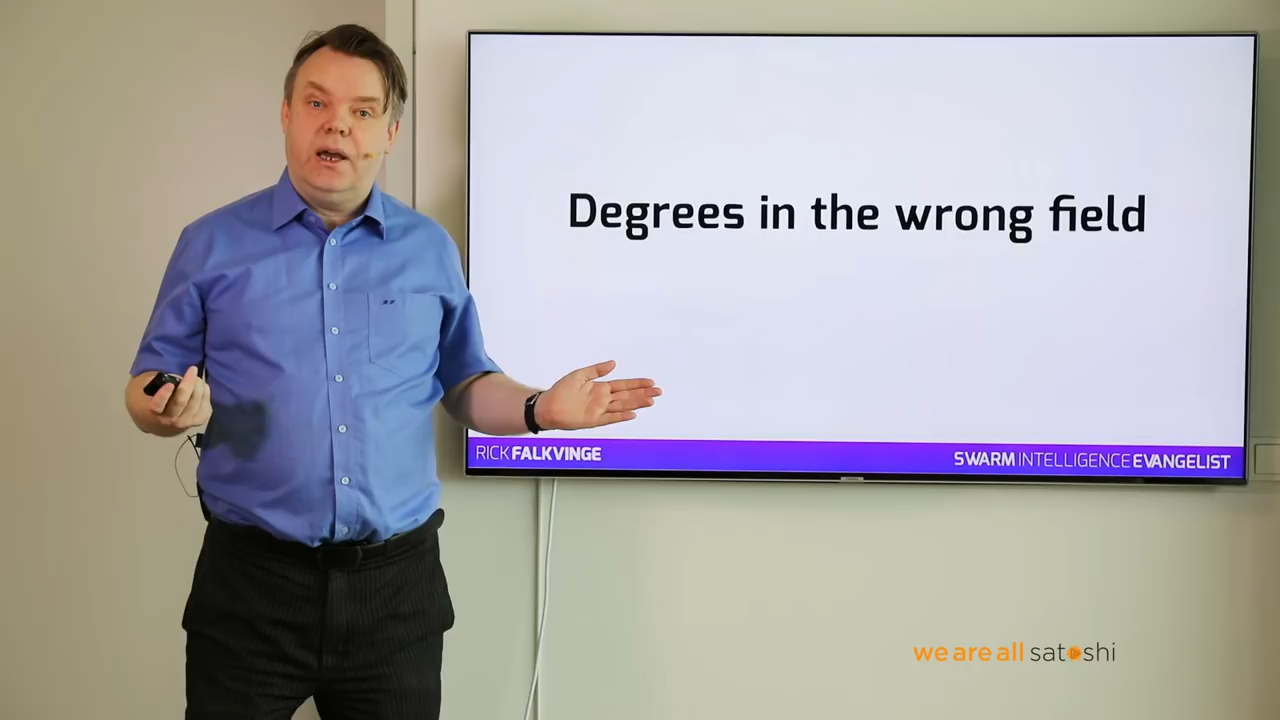 Degrees in the wrong field
RICK FALKVINGE
SWARM INTELLIGENCE EVANGELIST
we are all satoshi